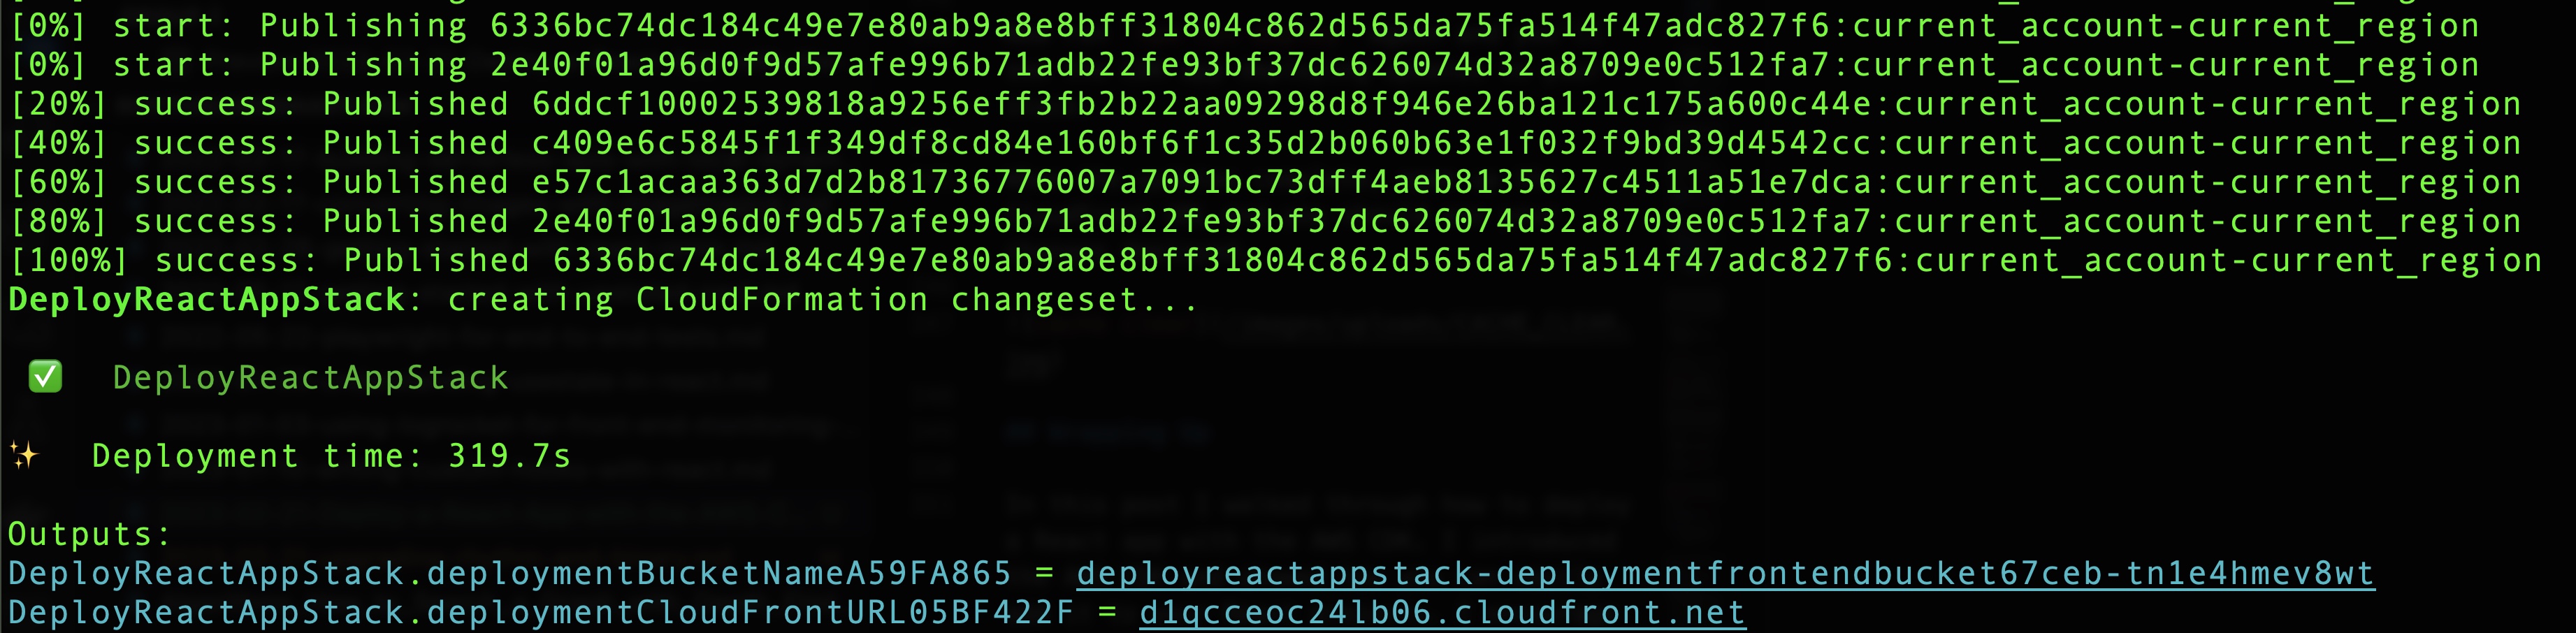 [0%] start: Publishing 6336bc74dc184c49e7e80ab9a8e8bff31804c862d565da75fa514f47adc827f6:current_account-current_region
[0%] start: Publishing 2e40f01a96d0f9d57afe996b71adb22fe93bf37dc626074d32a8709e0c512fa7:current_account-current_region
[20%] success: Published 6ddcf10002539818a9256eff3fb2b22aa09298d8f946e26ba121c175a600c44e:current_account-current_region
[40%] success: Published c409e6c5845f1f349df8cd84e160bf6f1c35d2b060b63e1f032f9bd39d4542cc:current_account-current_region
[60%] success: Published e57c1acaa363d7d2b81736776007a7091bc73dff4aeb8135627c4511a51e7dca:current_account-current_region
[80%] success: Published 2e40f01a96d0f9d57afe996b71adb22fe93bf37dc626074d32a8709e0c512fa7:current_account-current_region
[100%] success: Published 6336bc74dc184c49e7e80ab9a8e8bff31804c862d565da75fa514f47adc827f6:current_account-current_region
DeployReactAppStack: creating CloudFormation changeset...
✅ DeployReactAppStack
✨ Deployment time: 319.7s
Outputs:
DeployReactAppStack.deploymentBucketNameA59FA865 = deployreactappstack-deploymentfrontendbucket67ceb-tn1e4hmev8wt
DeployReactAppStack.deploymentCloudFrontURL05BF422F = d1qcceoc24lb06.cloudfront.net